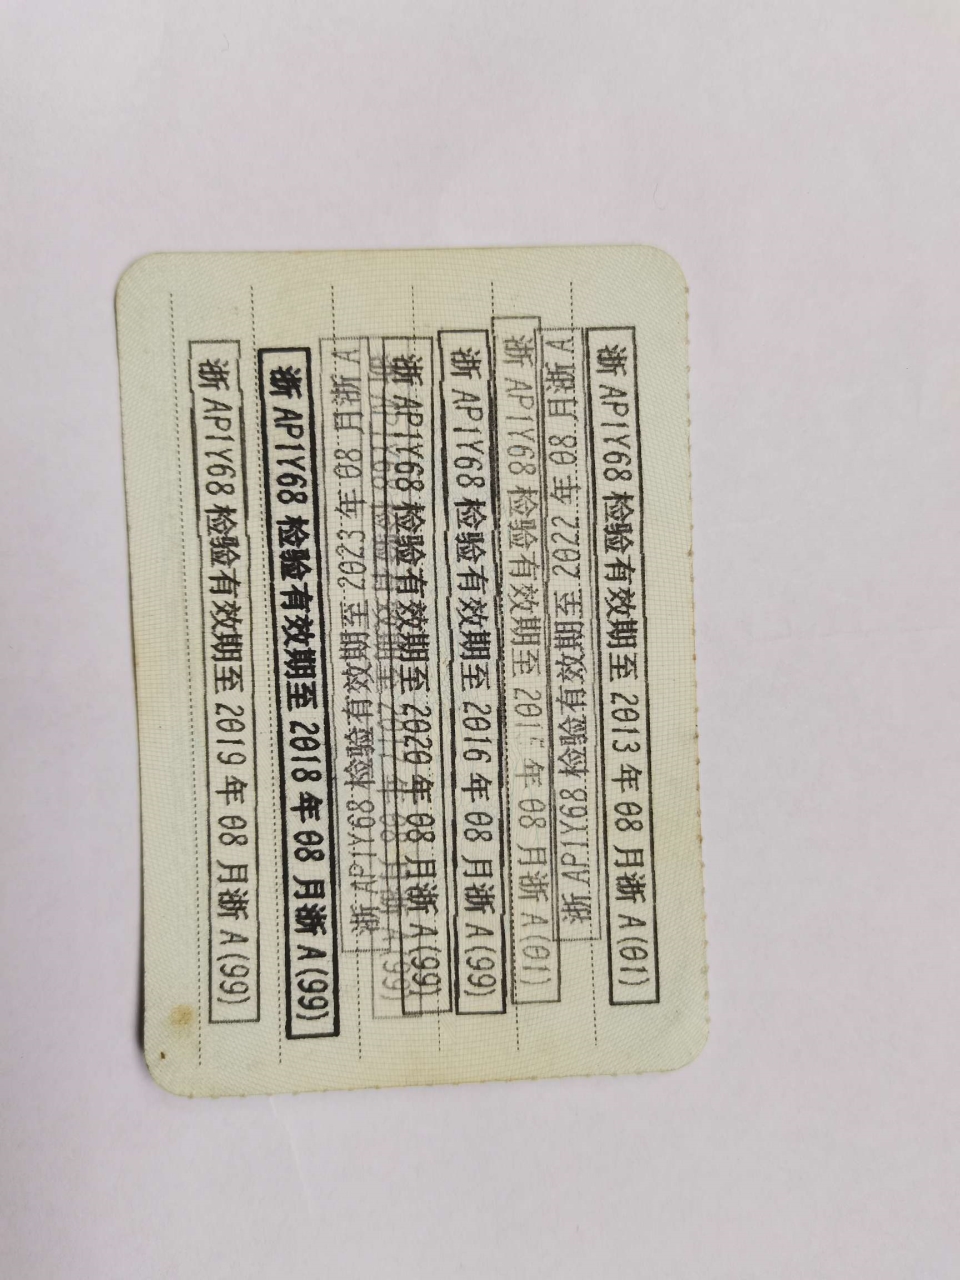 浙 AP1Y68 检验有效期至 2013 年 08 月浙 A(01)
浙 AP1Y68 检验有效期至 2022 年 08 月浙 A
浙 AP1Y68 检验有效期至 年 08 月浙 A(01)
浙 AP1Y68 检验有效期至 2016 年 08 月浙 A(99)
浙 AP1Y68 检验有效期至 2020 年 08 月浙 A(99)
浙 AP1Y68 检验有效期至 2023 年 08 月浙 A
浙 AP1Y68 检验有效期至 2018 年 08 月浙 A(99)
浙 AP1Y68 检验有效期至 2019 年 08 月浙 A(99)